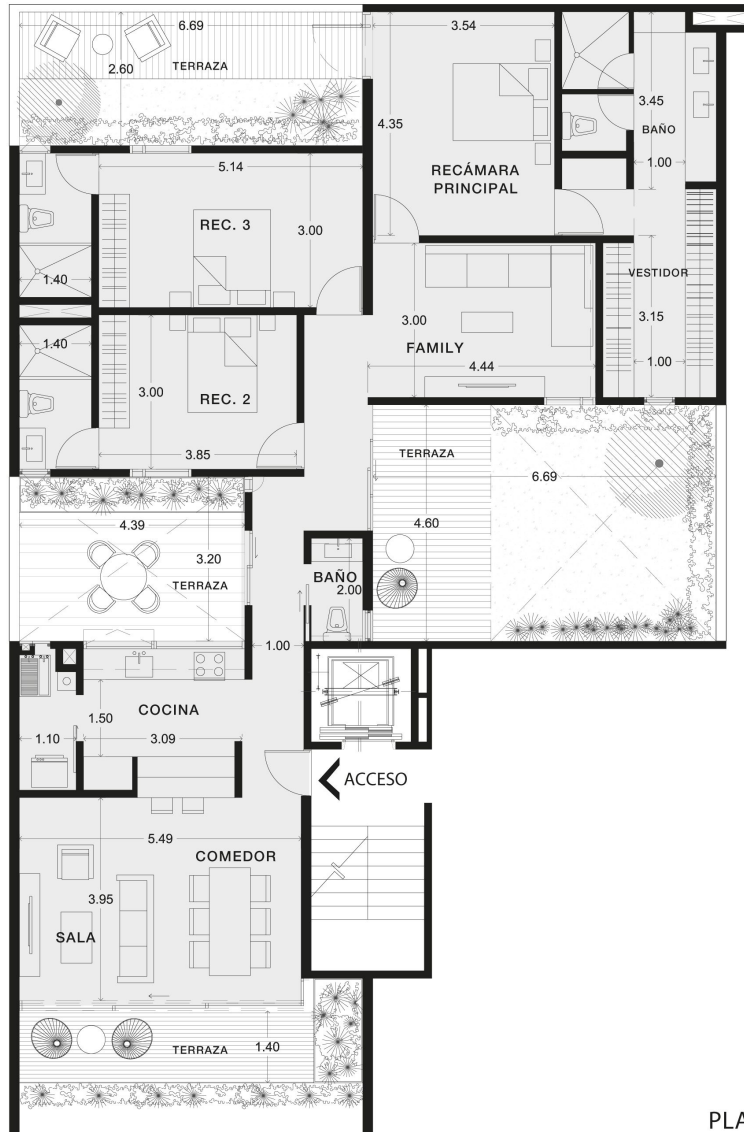 6.69
3.54
2.60
TERRAZA
3.45
BAÑO
4.35
1.00
5.14
RECÁMARA
PRINCIPAL
REC. 3
3.00
1.40
VESTIDOR
3.15
3.00
FAMILY
1.40
4.44
1.00
3.00
REC. 2
3.85
TERRAZA
6.69
4.39
4.60
3.20
BAÑO
2.00
TERRAZA
1.00
COCINA
1.50
1.10
3.09
ACCESO
5.49
COMEDOR
3.95
SALA
TERRAZA
1.40
PLA